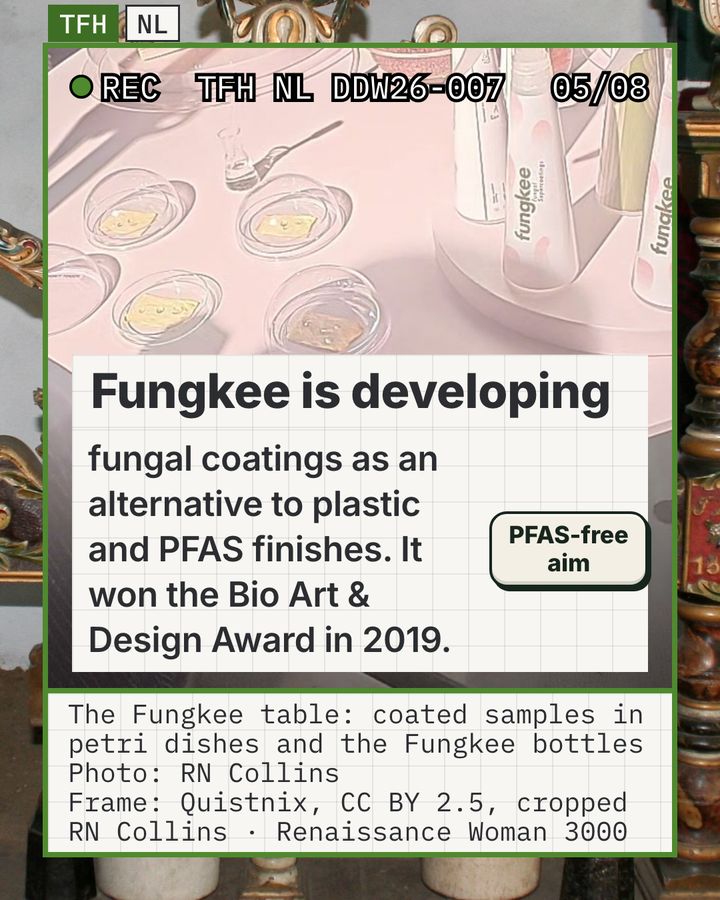 TFH NL
REC TFH NL DDW26-007 05/08
fungkee
Fungal
Supercoatings
fungkee
Fungkee is developing
fungal coatings as an
alternative to plastic
and PFAS finishes. It
won the Bio Art &
Design Award in 2019.
PFAS-free
aim
The Fungkee table: coated samples in
petri dishes and the Fungkee bottles
Photo: RN Collins
Frame: Quistnix, CC BY 2.5, cropped
RN Collins · Renaissance Woman 3000